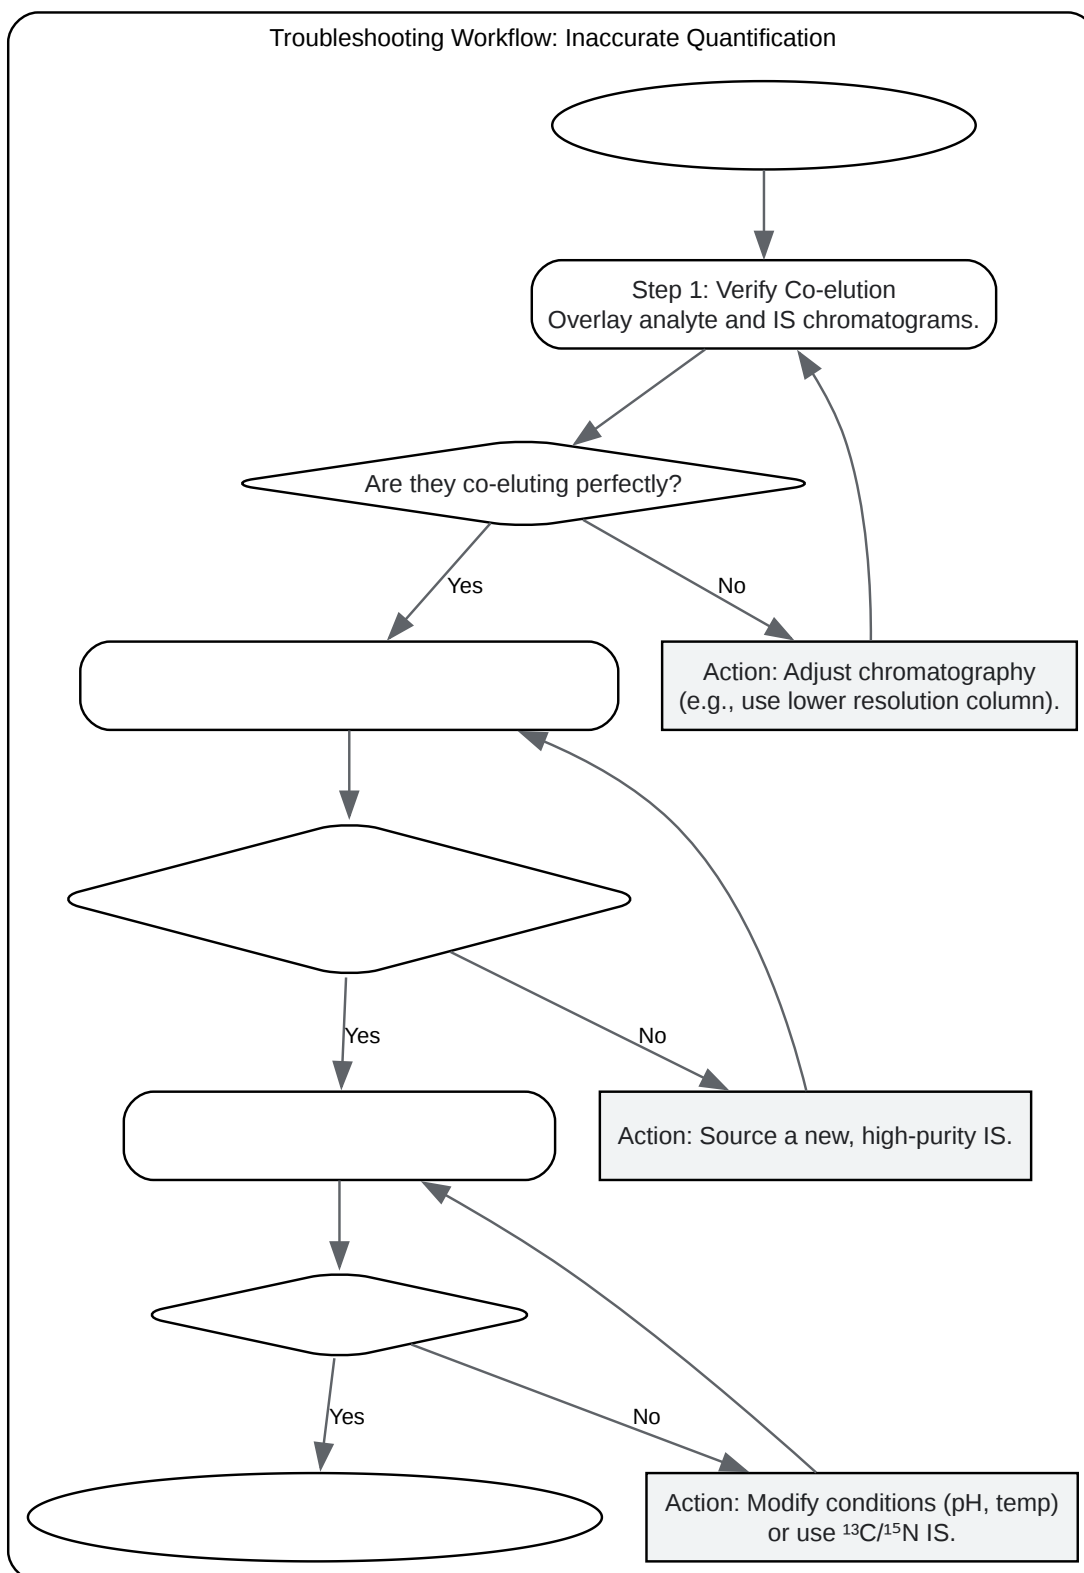 Troubleshooting Workflow: Inaccurate Quantification
Step 1: Verify Co-elution
Overlay analyte and IS chromatograms.
Are they co-eluting perfectly?
Yes
No
Action: Adjust chromatography
(e.g., use lower resolution column).
Yes
No
Action: Source a new, high-purity IS.
Yes
No
Action: Modify conditions (pH, temp)
or use ¹³C/¹⁵N IS.